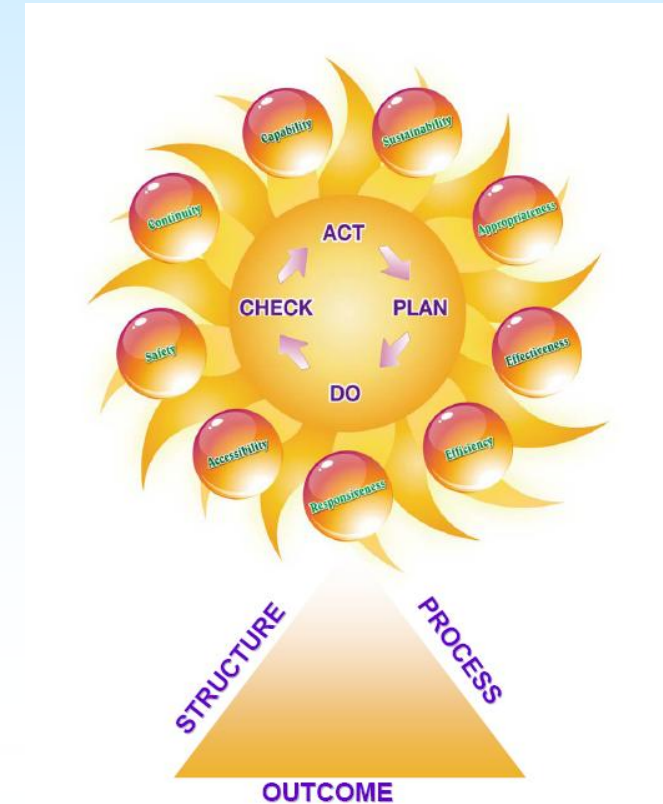 Capability
Sustainability
Continuity
Appropriateness
ACT
CHECK
PLAN
DO
Safety
Effectiveness
Accessibility
Efficiency
Responsiveness
STRUCTURE
PROCESS
OUTCOME